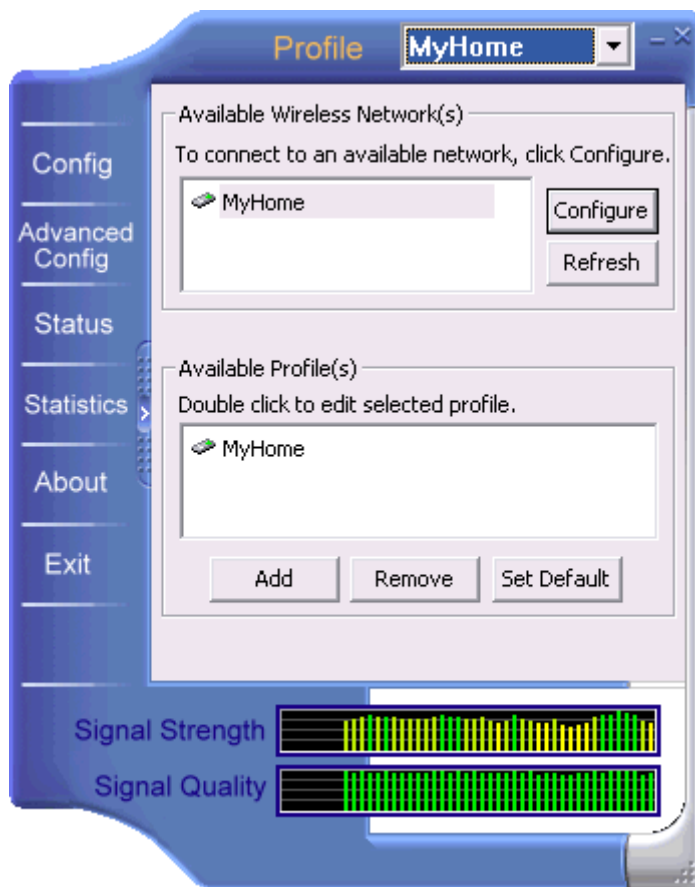 Profile MyHome
Config
Advanced
Config
Status
Statistics
About
Exit
Available Wireless Network(s)
To connect to an available network, click Configure.
MyHome
Configure
Refresh
Available Profile(s)
Double click to edit selected profile.
MyHome
Add Remove Set Default
Signal Strength
Signal Quality